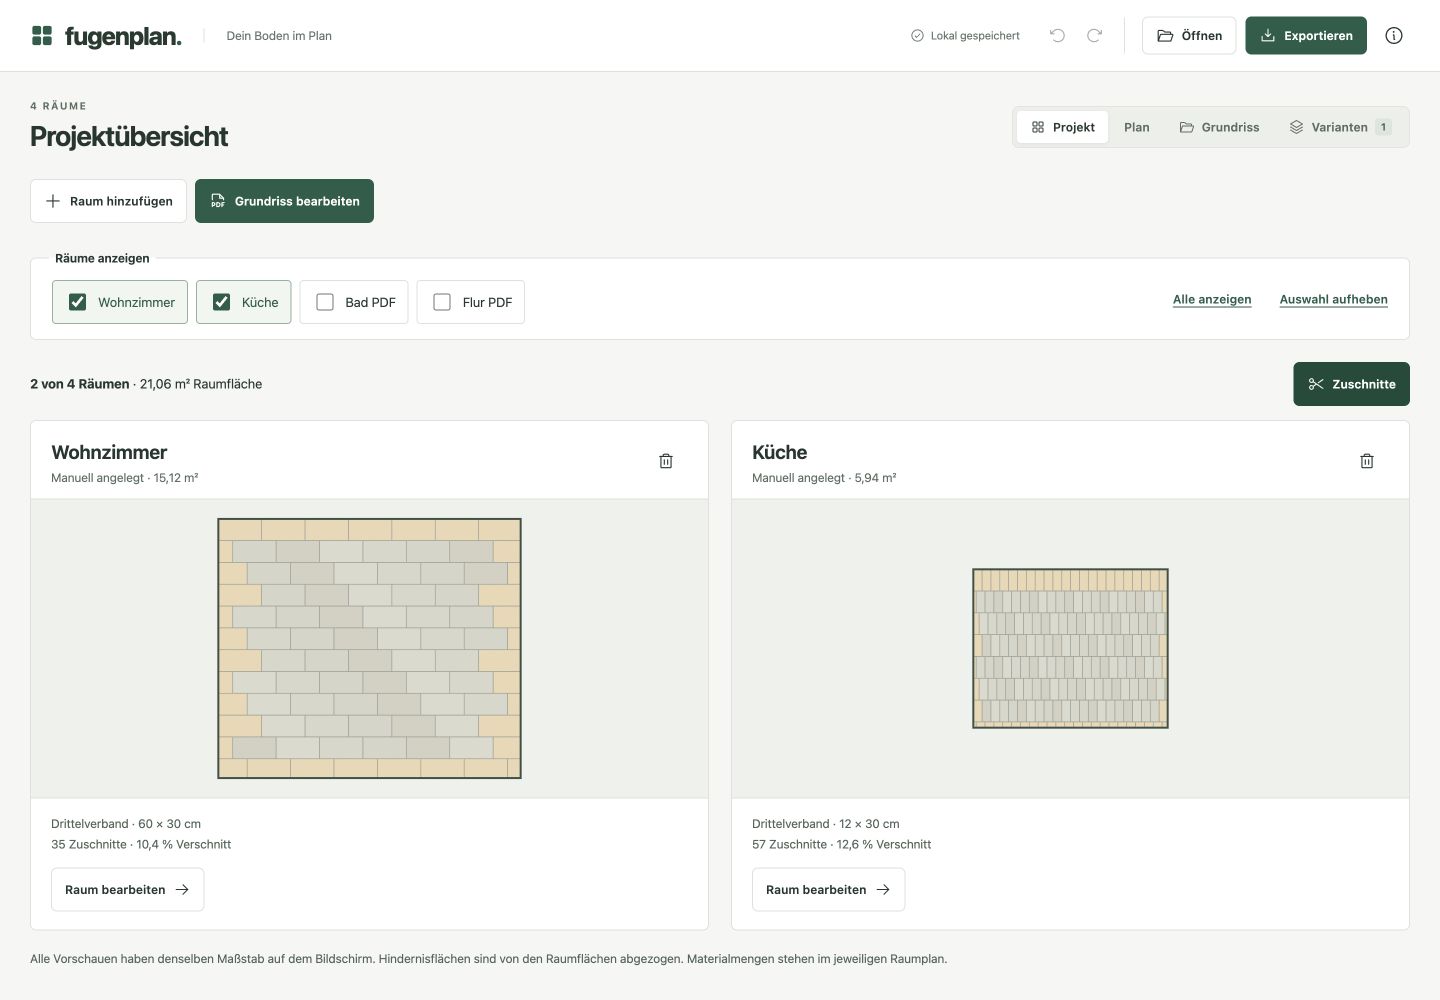 fugenplan.
Dein Boden im Plan
Lokal gespeichert
Öffnen
Exportieren
4 RÄUME
Projektübersicht
Projekt
Plan
Grundriss
Varianten 1
Raum hinzufügen
PDF Grundriss bearbeiten
Räume anzeigen
Wohnzimmer
Küche
Bad PDF
Flur PDF
Alle anzeigen
Auswahl aufheben
2 von 4 Räumen · 21,06 m² Raumfläche
Zuschnitte
Wohnzimmer
Manuell angelegt · 15,12 m²
Drittelverband · 60 × 30 cm
35 Zuschnitte · 10,4 % Verschnitt
Raum bearbeiten
Küche
Manuell angelegt · 5,94 m²
Drittelverband · 12 × 30 cm
57 Zuschnitte · 12,6 % Verschnitt
Raum bearbeiten
Alle Vorschauen haben denselben Maßstab auf dem Bildschirm. Hindernisflächen sind von den Raumflächen abgezogen. Materialmengen stehen im jeweiligen Raumplan.